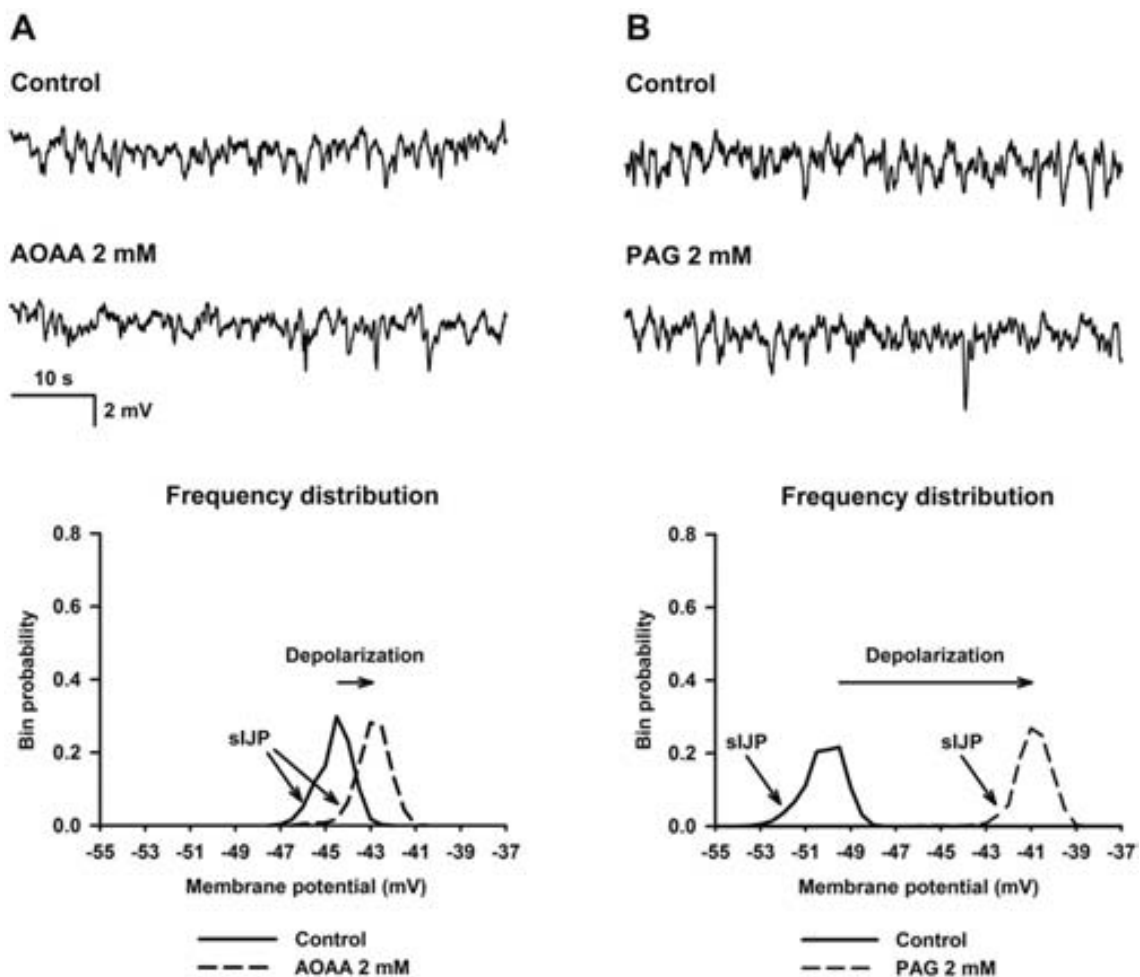 A
Control
AOAA 2 mM
10 s
2 mV
Frequency distribution
Bin probability
0.8
0.6
0.4
0.2
0.0
Depolarization
sIJP
-55 -53 -51 -49 -47 -45 -43 -41 -39 -37
Membrane potential (mV)
Control
AOAA 2 mM
B
Control
PAG 2 mM
Frequency distribution
Bin probability
0.8
0.6
0.4
0.2
0.0
Depolarization
sIJP
sIJP
-55 -53 -51 -49 -47 -45 -43 -41 -39 -37
Membrane potential (mV)
Control
PAG 2 mM